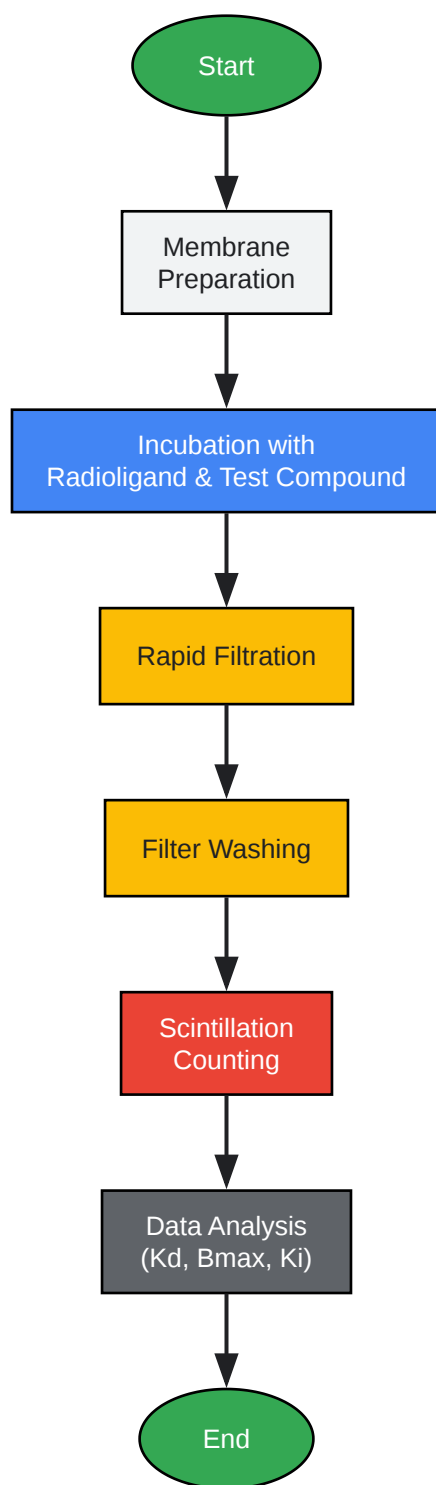 Start
Membrane
Preparation
Incubation with
Radioligand & Test Compound
Rapid Filtration
Filter Washing
Scintillation
Counting
Data Analysis
(Kd, Bmax, Ki)
End